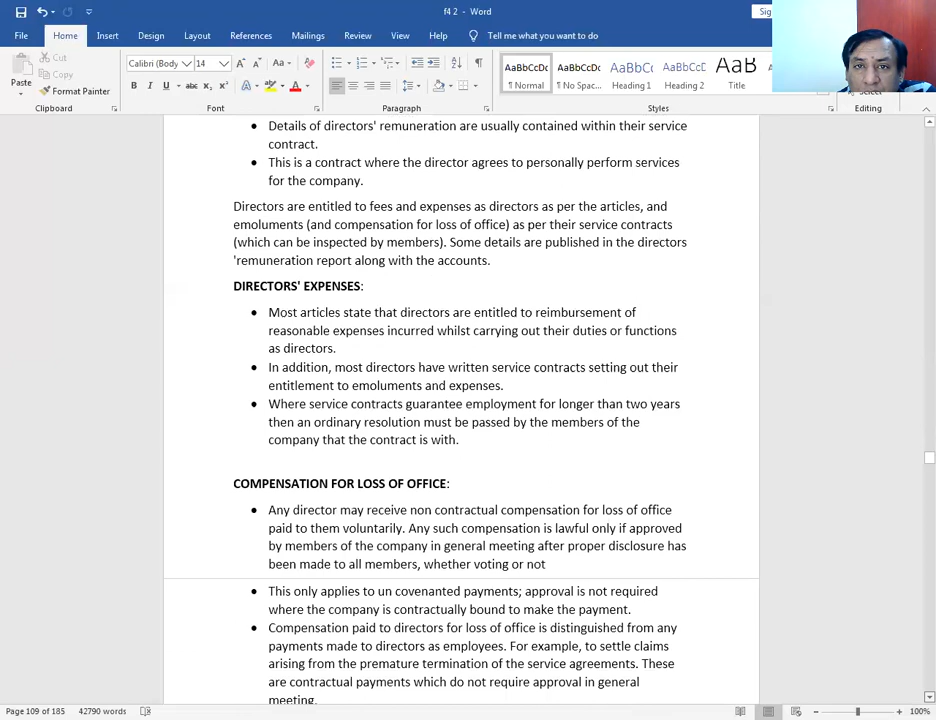 f4 2 - Word
Sig
File Home Insert Design Layout References Mailings Review View Help Tell me what you want to do
Cut
Copy
Format Painter
Paste
Calibri (Body 14
AaBbCcDc AaBbCcDc AaBbCc AaBbCcD AaB
¶ Normal ¶ No Spac... Heading 1 Heading 2
Clipboard Font Paragraph Styles Editing
• Details of directors' remuneration are usually contained within their service
contract.
• This is a contract where the director agrees to personally perform services
for the company.
Directors are entitled to fees and expenses as directors as per the articles, and
emoluments (and compensation for loss of office) as per their service contracts
(which can be inspected by members). Some details are published in the directors
'remuneration report along with the accounts.
DIRECTORS' EXPENSES:
• Most articles state that directors are entitled to reimbursement of
reasonable expenses incurred whilst carrying out their duties or functions
as directors.
• In addition, most directors have written service contracts setting out their
entitlement to emoluments and expenses.
• Where service contracts guarantee employment for longer than two years
then an ordinary resolution must be passed by the members of the
company that the contract is with.
COMPENSATION FOR LOSS OF OFFICE:
• Any director may receive non contractual compensation for loss of office
paid to them voluntarily. Any such compensation is lawful only if approved
by members of the company in general meeting after proper disclosure has
been made to all members, whether voting or not
• This only applies to un covenanted payments; approval is not required
where the company is contractually bound to make the payment.
• Compensation paid to directors for loss of office is distinguished from any
payments made to directors as employees. For example, to settle claims
arising from the premature termination of the service agreements. These
are contractual payments which do not require approval in general
meeting.
Page 109 of 185 42790 words 100%